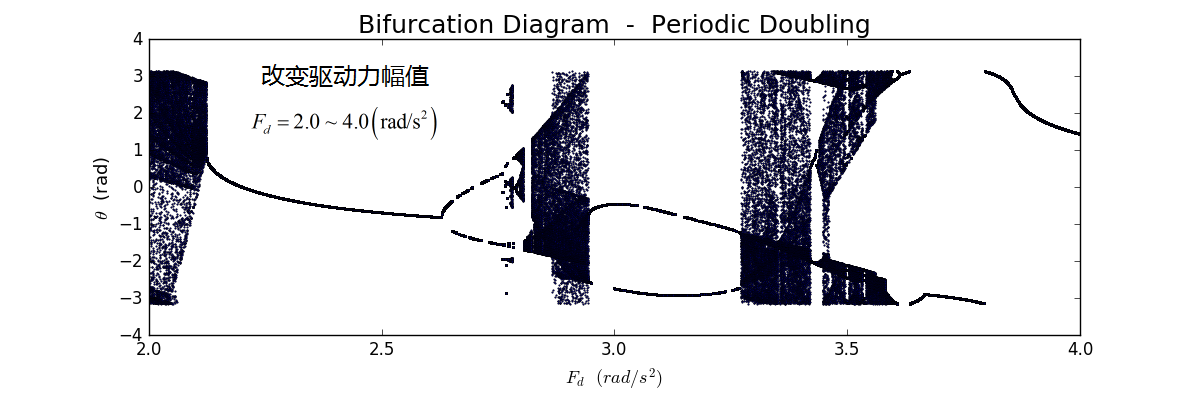 Bifurcation Diagram - Periodic Doubling
改变驱动力幅值
F_d = 2.0 ~ 4.0 (rad/s²)
θ (rad)
4
3
2
1
0
−1
−2
−3
−4
2.0
2.5
3.0
3.5
4.0
F_d (rad/s²)